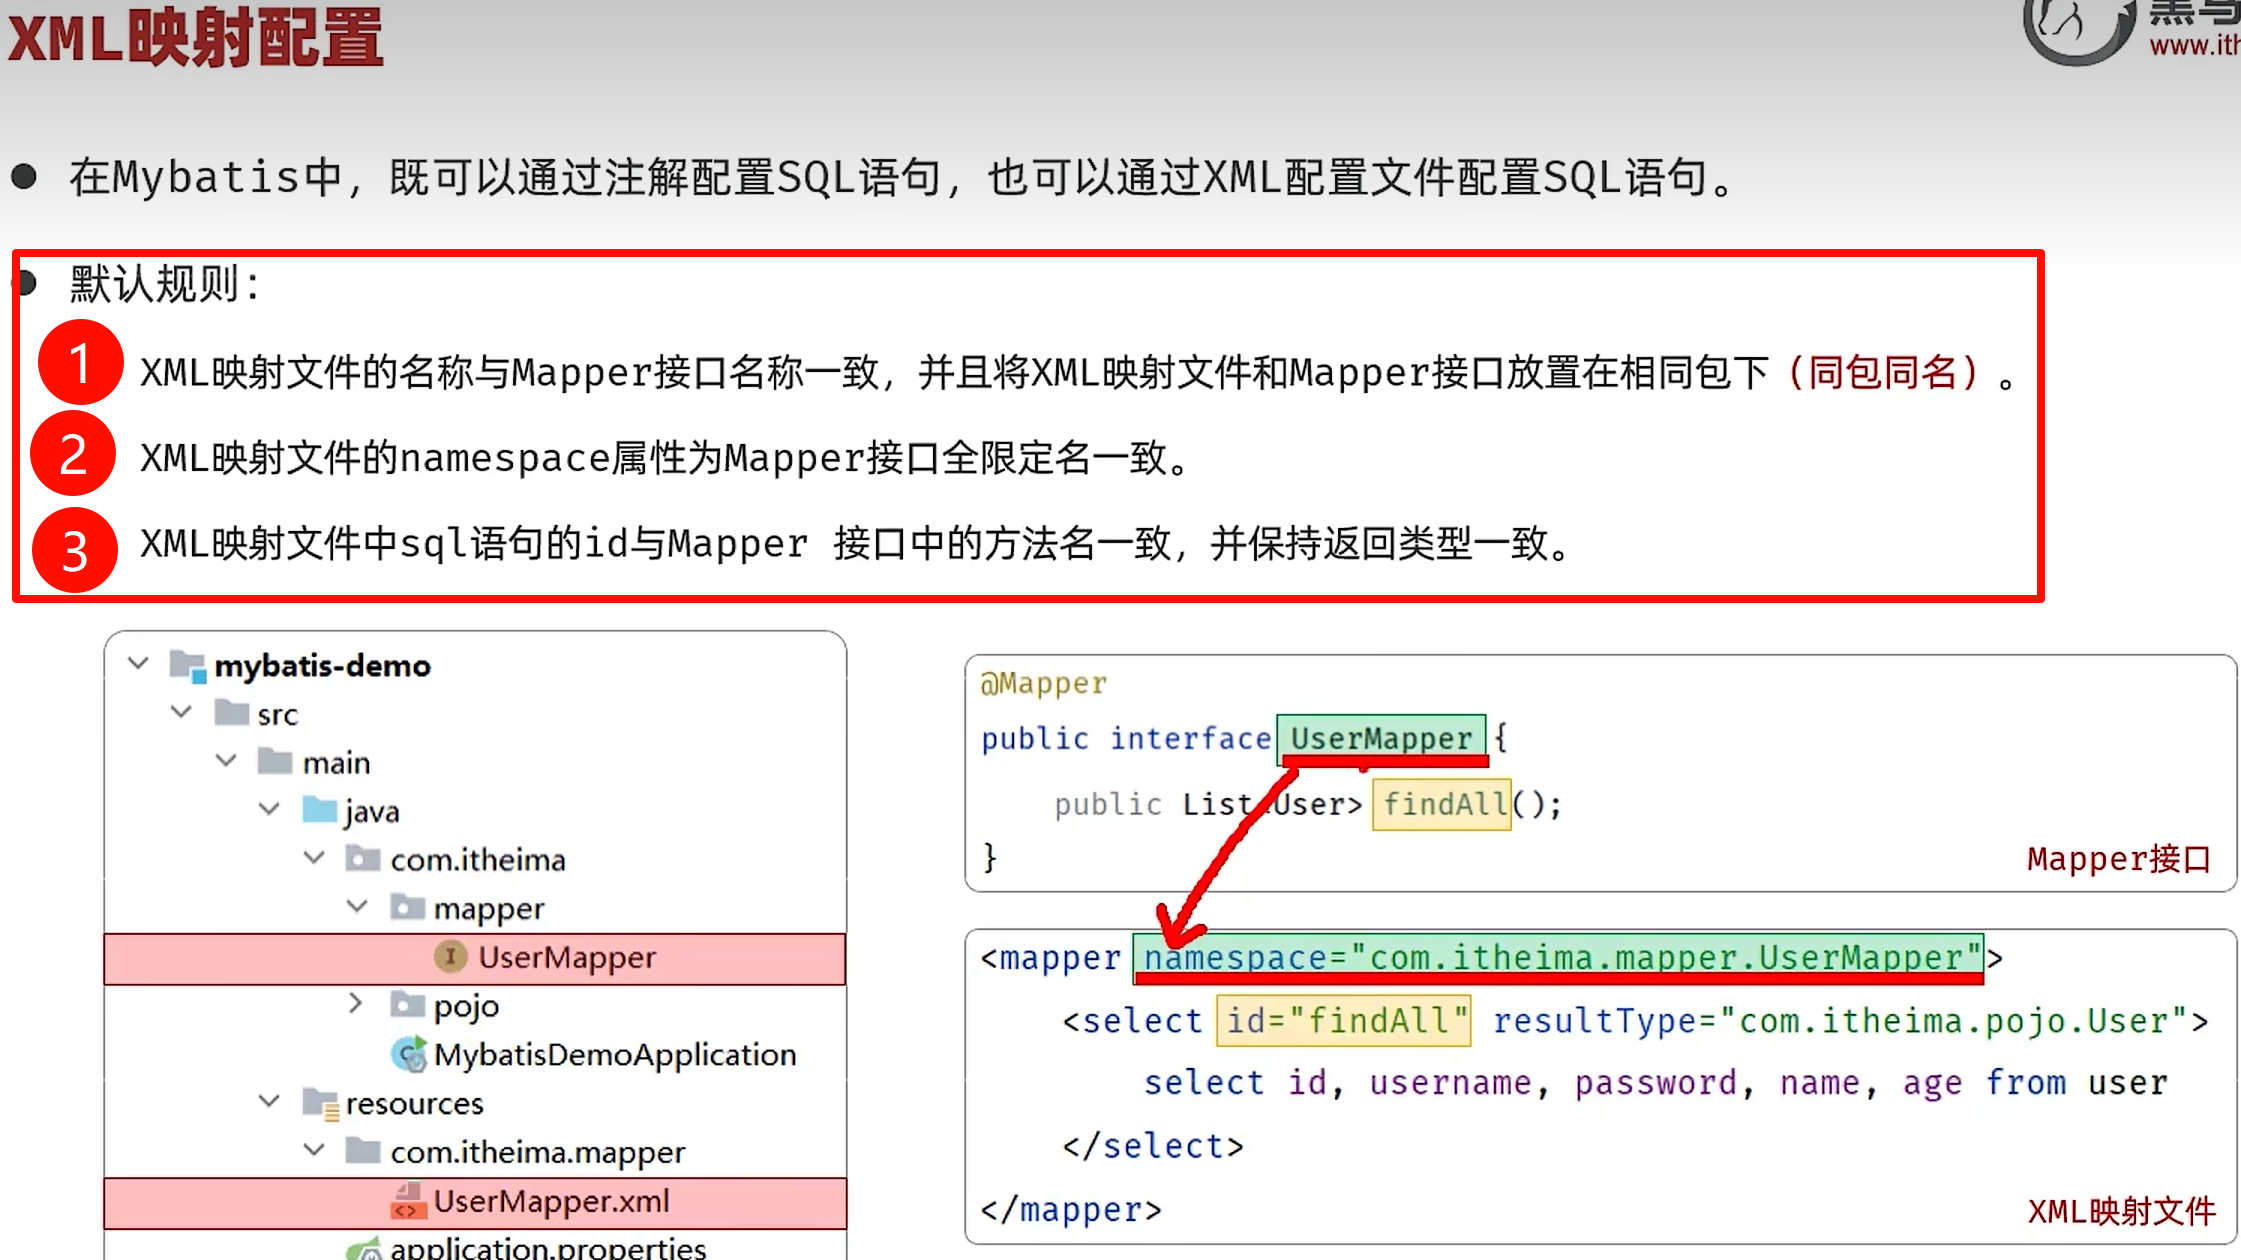 XML映射配置
www.ith
在Mybatis中，既可以通过注解配置SQL语句，也可以通过XML配置文件配置SQL语句。
默认规则：
1 XML映射文件的名称与Mapper接口名称一致，并且将XML映射文件和Mapper接口放置在相同包下（同包同名）。
2 XML映射文件的namespace属性为Mapper接口全限定名一致。
3 XML映射文件中sql语句的id与Mapper 接口中的方法名一致，并保持返回类型一致。
mybatis-demo
src
main
java
com.itheima
mapper
UserMapper
pojo
MybatisDemoApplication
resources
com.itheima.mapper
UserMapper.xml
application.properties
@Mapper
public interface UserMapper {
public List<User> findAll();
}
Mapper接口
<mapper namespace="com.itheima.mapper.UserMapper">
<select id="findAll" resultType="com.itheima.pojo.User">
select id, username, password, name, age from user
</select>
</mapper>
XML映射文件